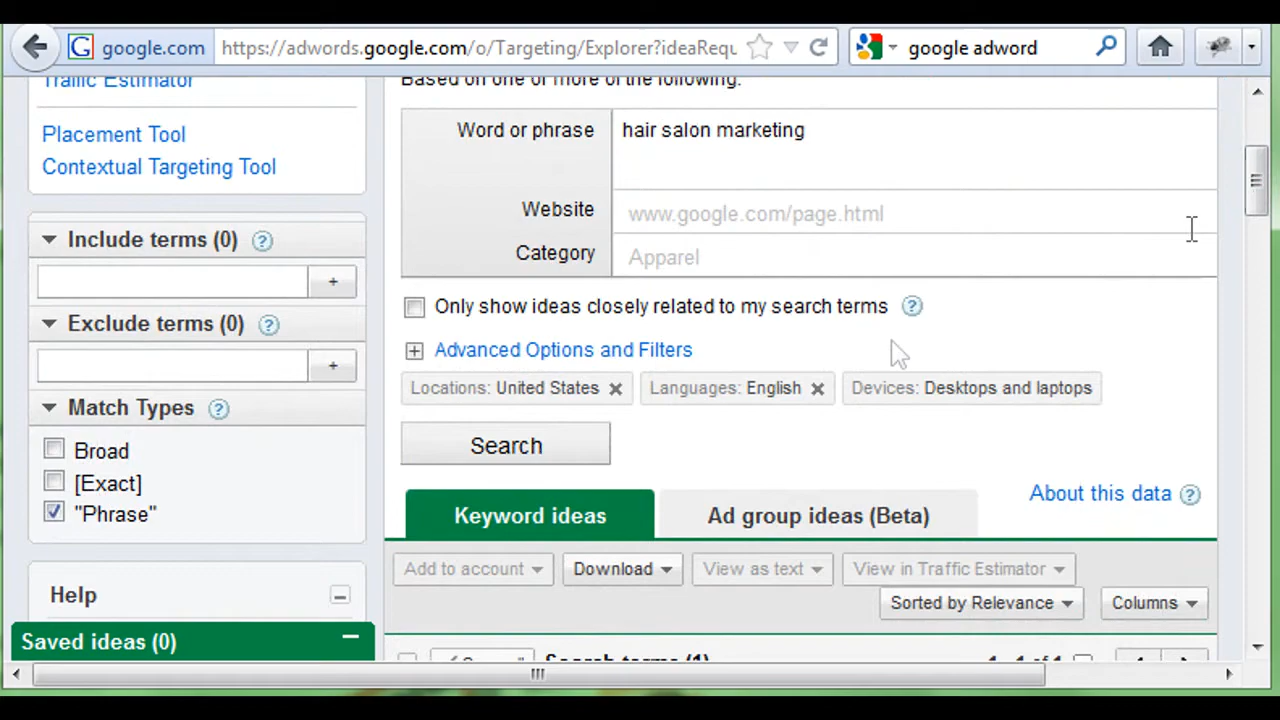 google.com
https://adwords.google.com/o/Targeting/Explorer?ideaRequ
google adword
Traffic Estimator
Placement Tool
Contextual Targeting Tool
Include terms (0) ?
+
Exclude terms (0) ?
+
Match Types ?
Broad
[Exact]
"Phrase"
Help
Saved ideas (0)
Based on one or more of the following:
Word or phrase hair salon marketing
Website www.google.com/page.html
Category Apparel
Only show ideas closely related to my search terms ?
Advanced Options and Filters
Locations: United States Languages: English Devices: Desktops and laptops
Search
About this data ?
Keyword ideas Ad group ideas (Beta)
Add to account Download View as text View in Traffic Estimator
Sorted by Relevance Columns
Search terms (1)